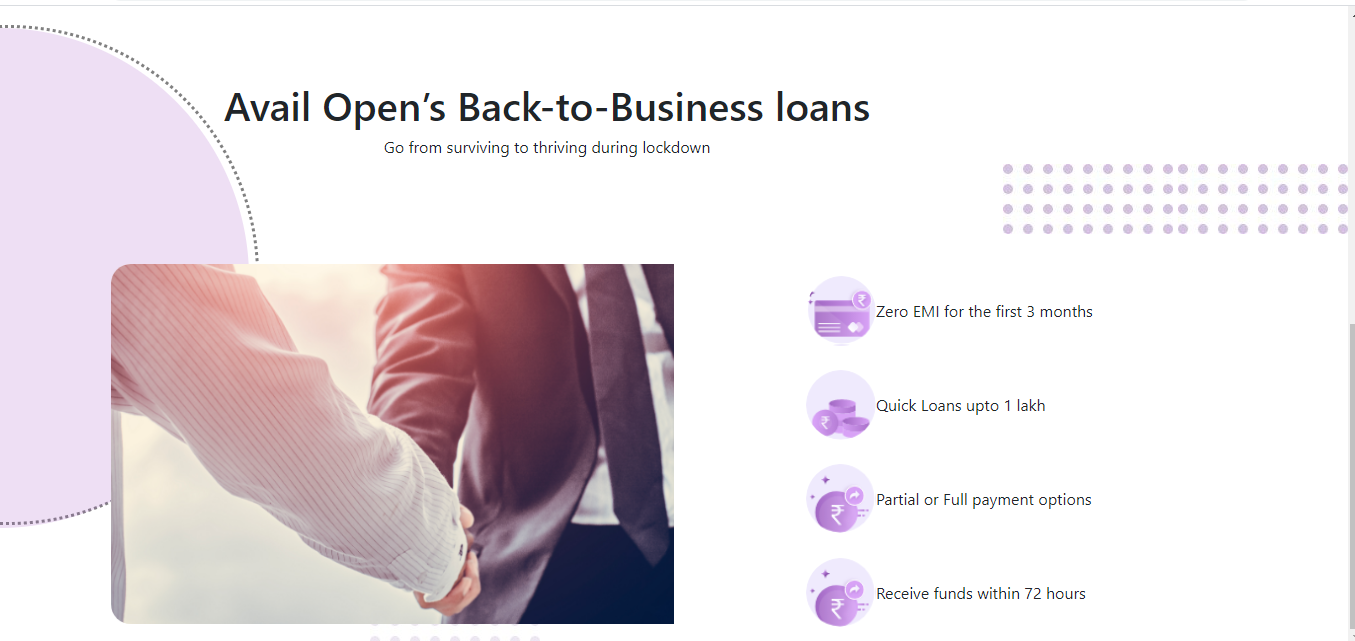 Avail Open’s Back-to-Business loans
Go from surviving to thriving during lockdown
Zero EMI for the first 3 months
Quick Loans upto 1 lakh
Partial or Full payment options
Receive funds within 72 hours